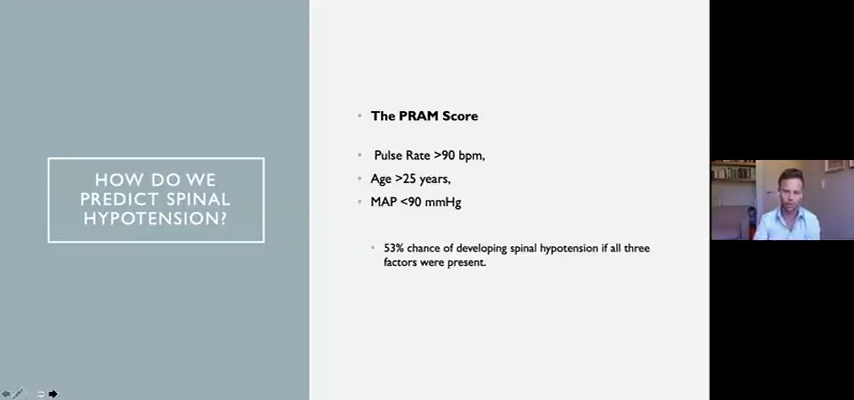 HOW DO WE
PREDICT SPINAL
HYPOTENSION?
The PRAM Score
Pulse Rate >90 bpm,
Age >25 years,
MAP <90 mmHg
53% chance of developing spinal hypotension if all three
factors were present.